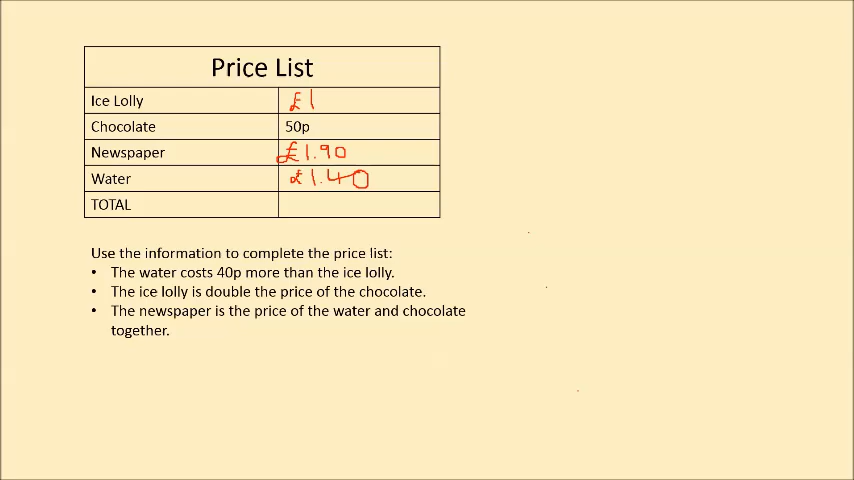 Price List
Ice Lolly £1
Chocolate 50p
Newspaper £1.90
Water £1.40
TOTAL
Use the information to complete the price list:
• The water costs 40p more than the ice lolly.
• The ice lolly is double the price of the chocolate.
• The newspaper is the price of the water and chocolate
together.